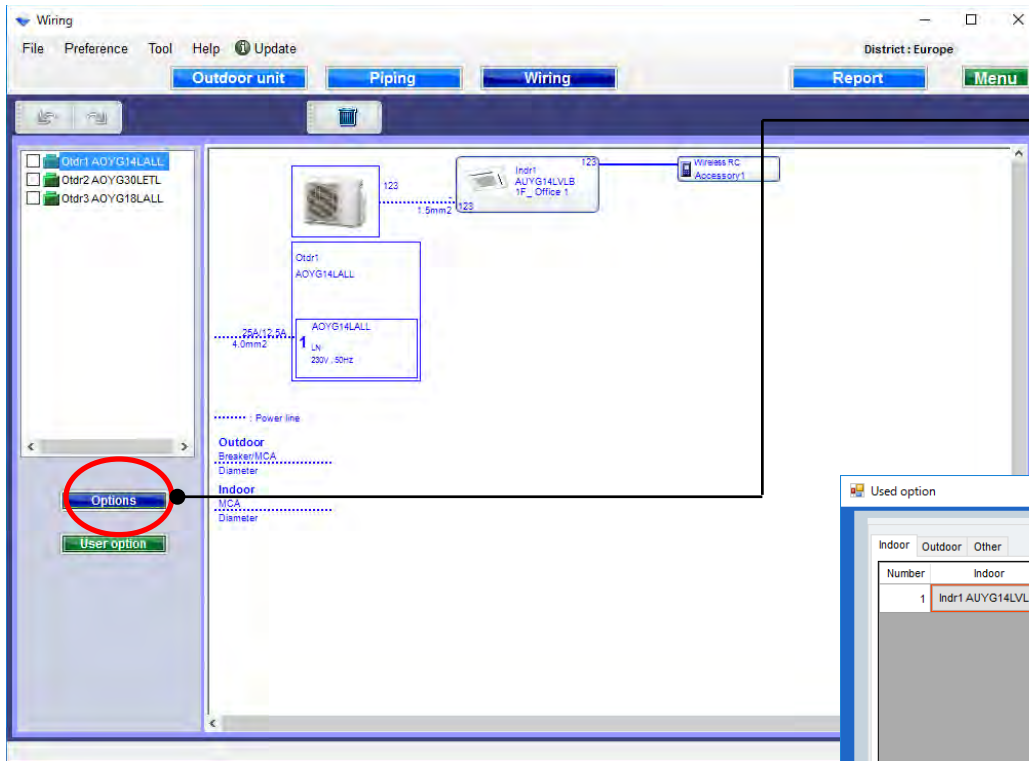 Wiring
File Preference Tool Help Update
District : Europe
Outdoor unit Piping Wiring Report Menu
Otdr1 AOYG14LALL
Otdr2 AOYG30LETL
Otdr3 AOYG18LALL
123
1.5mm2
123
Indr1
AUYG14LVLB
1F_ Office 1
123
Wireless RC
Accessory1
Otdr1
AOYG14LALL
25A/12.5A
4.0mm2
AOYG14LALL
1 LN
230V , 50Hz
: Power line
Outdoor
Breaker/MCA
Diameter
Indoor
MCA
Diameter
Options
User option
Used option
Indoor Outdoor Other
Number Indoor
1 Indr1 AUYG14LVL